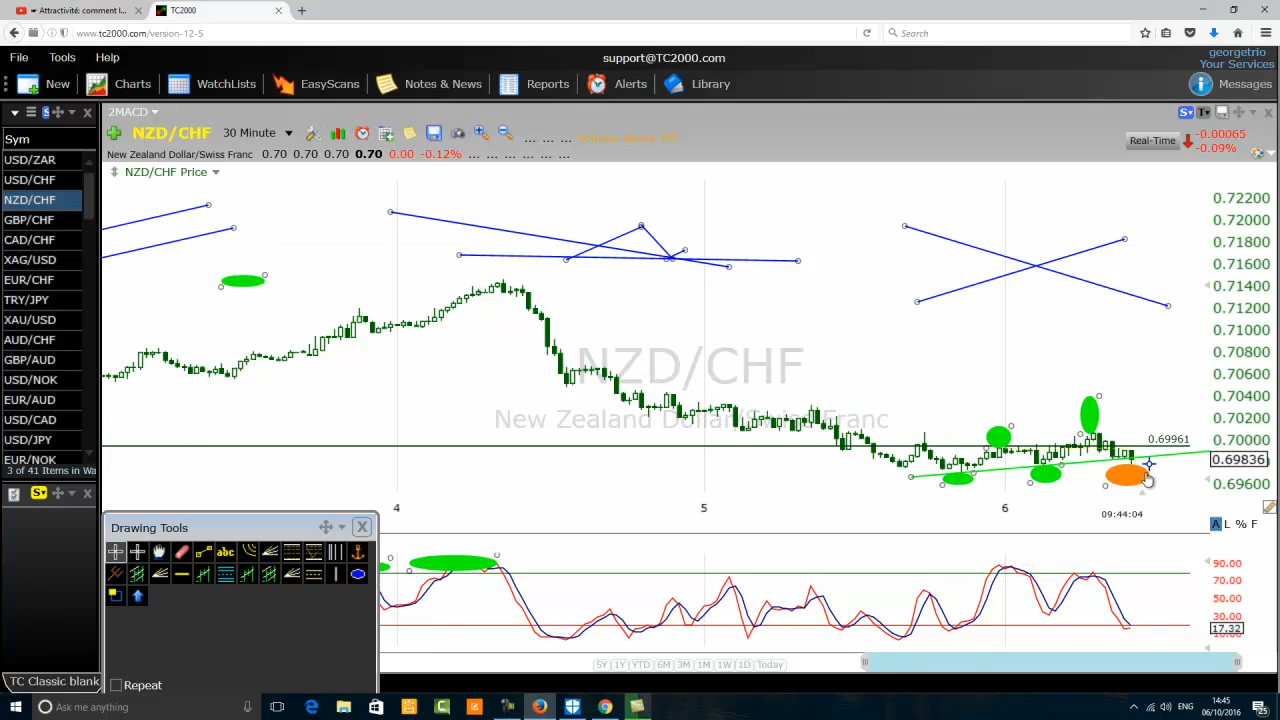 Attractivité: comment l...
TC2000
www.tc2000.com/version-12-5
Search
File Tools Help
support@TC2000.com
georgetrio
Your Services
New Charts WatchLists EasyScans Notes & News Reports Alerts Library Messages
2MACD
NZD/CHF 30 Minute
New Zealand Dollar/Swiss Franc 0.70 0.70 0.70 0.70 0.00 -0.12%
Real-Time -0.00065
-0.09%
NZD/CHF Price
Sym
USD/ZAR
USD/CHF
NZD/CHF
GBP/CHF
CAD/CHF
XAG/USD
EUR/CHF
TRY/JPY
XAU/USD
AUD/CHF
GBP/AUD
USD/NOK
EUR/AUD
USD/CAD
USD/JPY
EUR/NOK
3 of 41 Items in Wa
NZD/CHF
New Zealand Dollar/Swiss Franc
0.72200
0.72000
0.71800
0.71600
0.71400
0.71200
0.71000
0.70800
0.70600
0.70400
0.70200
0.70000
0.69961
0.69836
0.69600
4 5 6
09:44:04
A L % F
Drawing Tools
abc
Repeat
90.00
70.00
50.00
30.00
17.32
5Y 1Y YTD 6M 3M 1M 1W 1D Today
TC Classic blank
Ask me anything
ENG
14:45
06/10/2016
25